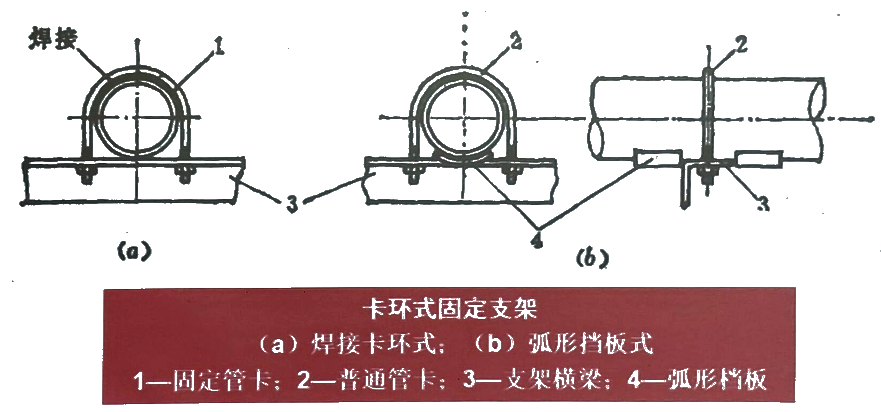 焊接
1
2
2
3
4
3
(a)
(b)
卡环式固定支架
（a）焊接卡环式；（b）弧形挡板式
1—固定管卡；2—普通管卡；3—支架横梁；4—弧形档板